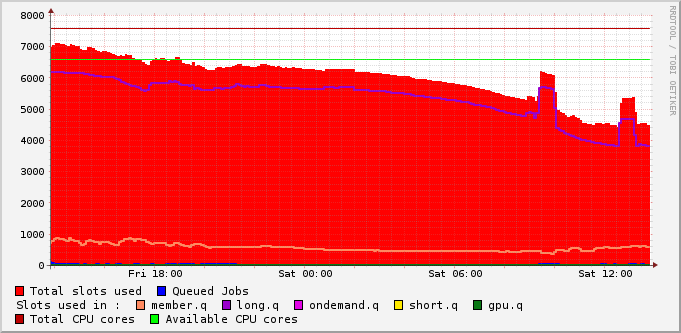 8000
7000
6000
5000
4000
3000
2000
1000
0
Fri 18:00 Sat 00:00 Sat 06:00 Sat 12:00
Total slots used Queued Jobs
Slots used in : member.q long.q ondemand.q short.q gpu.q
Total CPU cores Available CPU cores
RRDTOOL / TOBI OETIKER